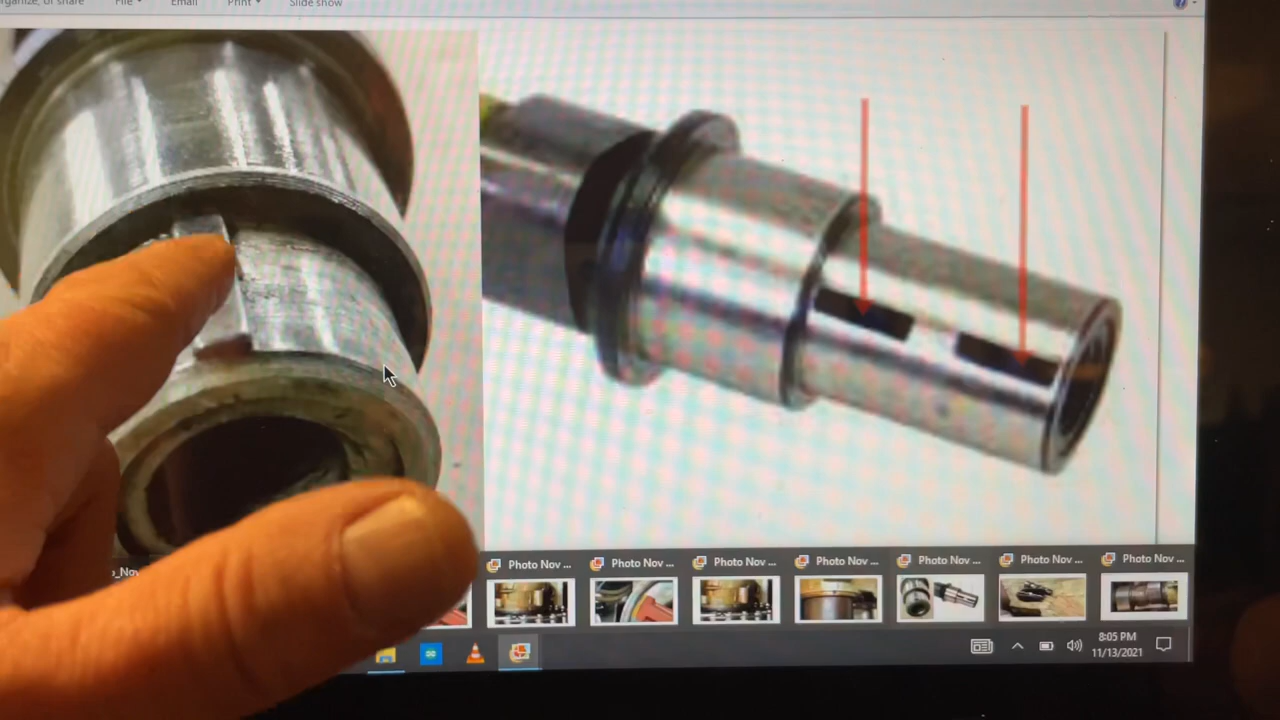 File
Email
Print
Slide show
Photo Nov ...
Photo Nov ...
Photo Nov ...
Photo Nov ...
Photo Nov ...
Photo Nov ...
Photo Nov ...
8:05 PM
11/13/2021